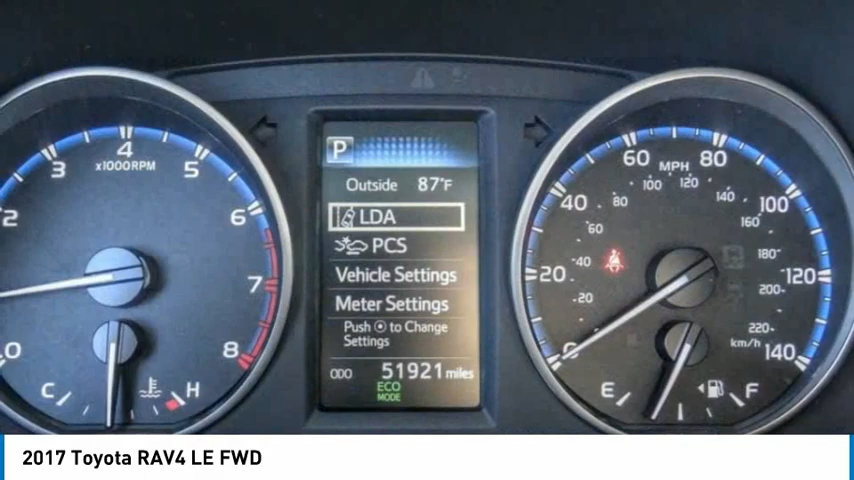 4
3
5
x1000RPM
2
6
7
0
8
C
H
P
Outside 87°F
LDA
PCS
Vehicle Settings
Meter Settings
Push ⦿ to Change
Settings
ODO 51921 miles
ECO
MODE
60
MPH
80
100
120
40
80
140
100
60
160
40
180
20
120
20
200
0
220
km/h
140
E
F
2017 Toyota RAV4 LE FWD